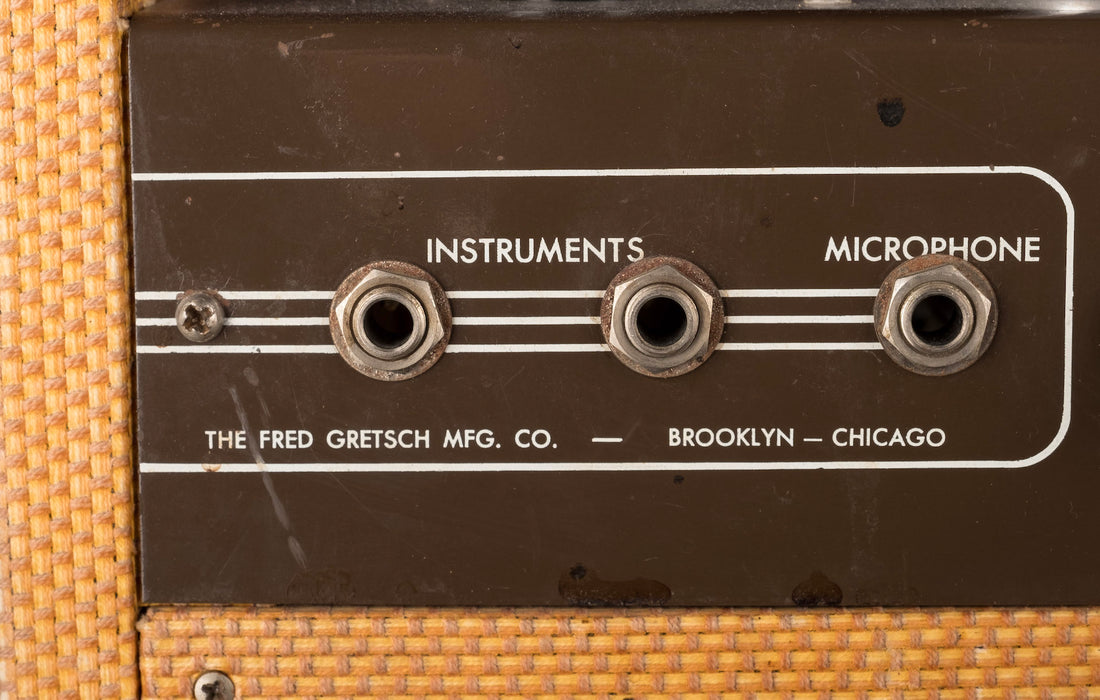 INSTRUMENTS MICROPHONE
THE FRED GRETSCH MFG. CO. — BROOKLYN — CHICAGO